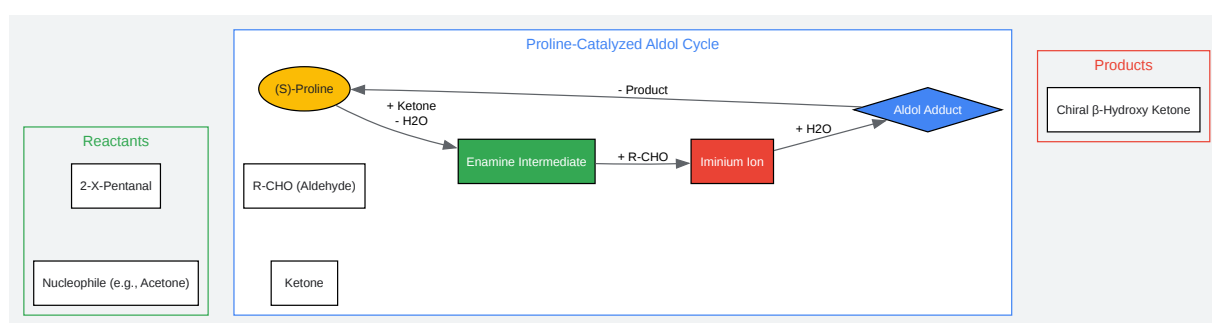 Reactants
2-X-Pentanal
Nucleophile (e.g., Acetone)
Proline-Catalyzed Aldol Cycle
(S)-Proline
+ Ketone
- H2O
- Product
Enamine Intermediate
+ R-CHO
Iminium Ion
+ H2O
Aldol Adduct
R-CHO (Aldehyde)
Ketone
Products
Chiral β-Hydroxy Ketone